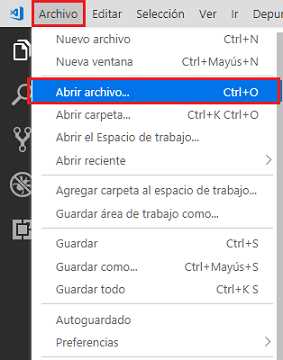 Archivo Editar Selección Ver Ir Depu
Nuevo archivo Ctrl+N
Nueva ventana Ctrl+Mayús+N
Abrir archivo... Ctrl+O
Abrir carpeta... Ctrl+K Ctrl+O
Abrir el Espacio de trabajo...
Abrir reciente
Agregar carpeta al espacio de trabajo...
Guardar área de trabajo como...
Guardar Ctrl+S
Guardar como... Ctrl+Mayús+S
Guardar todo Ctrl+K S
Autoguardado
Preferencias